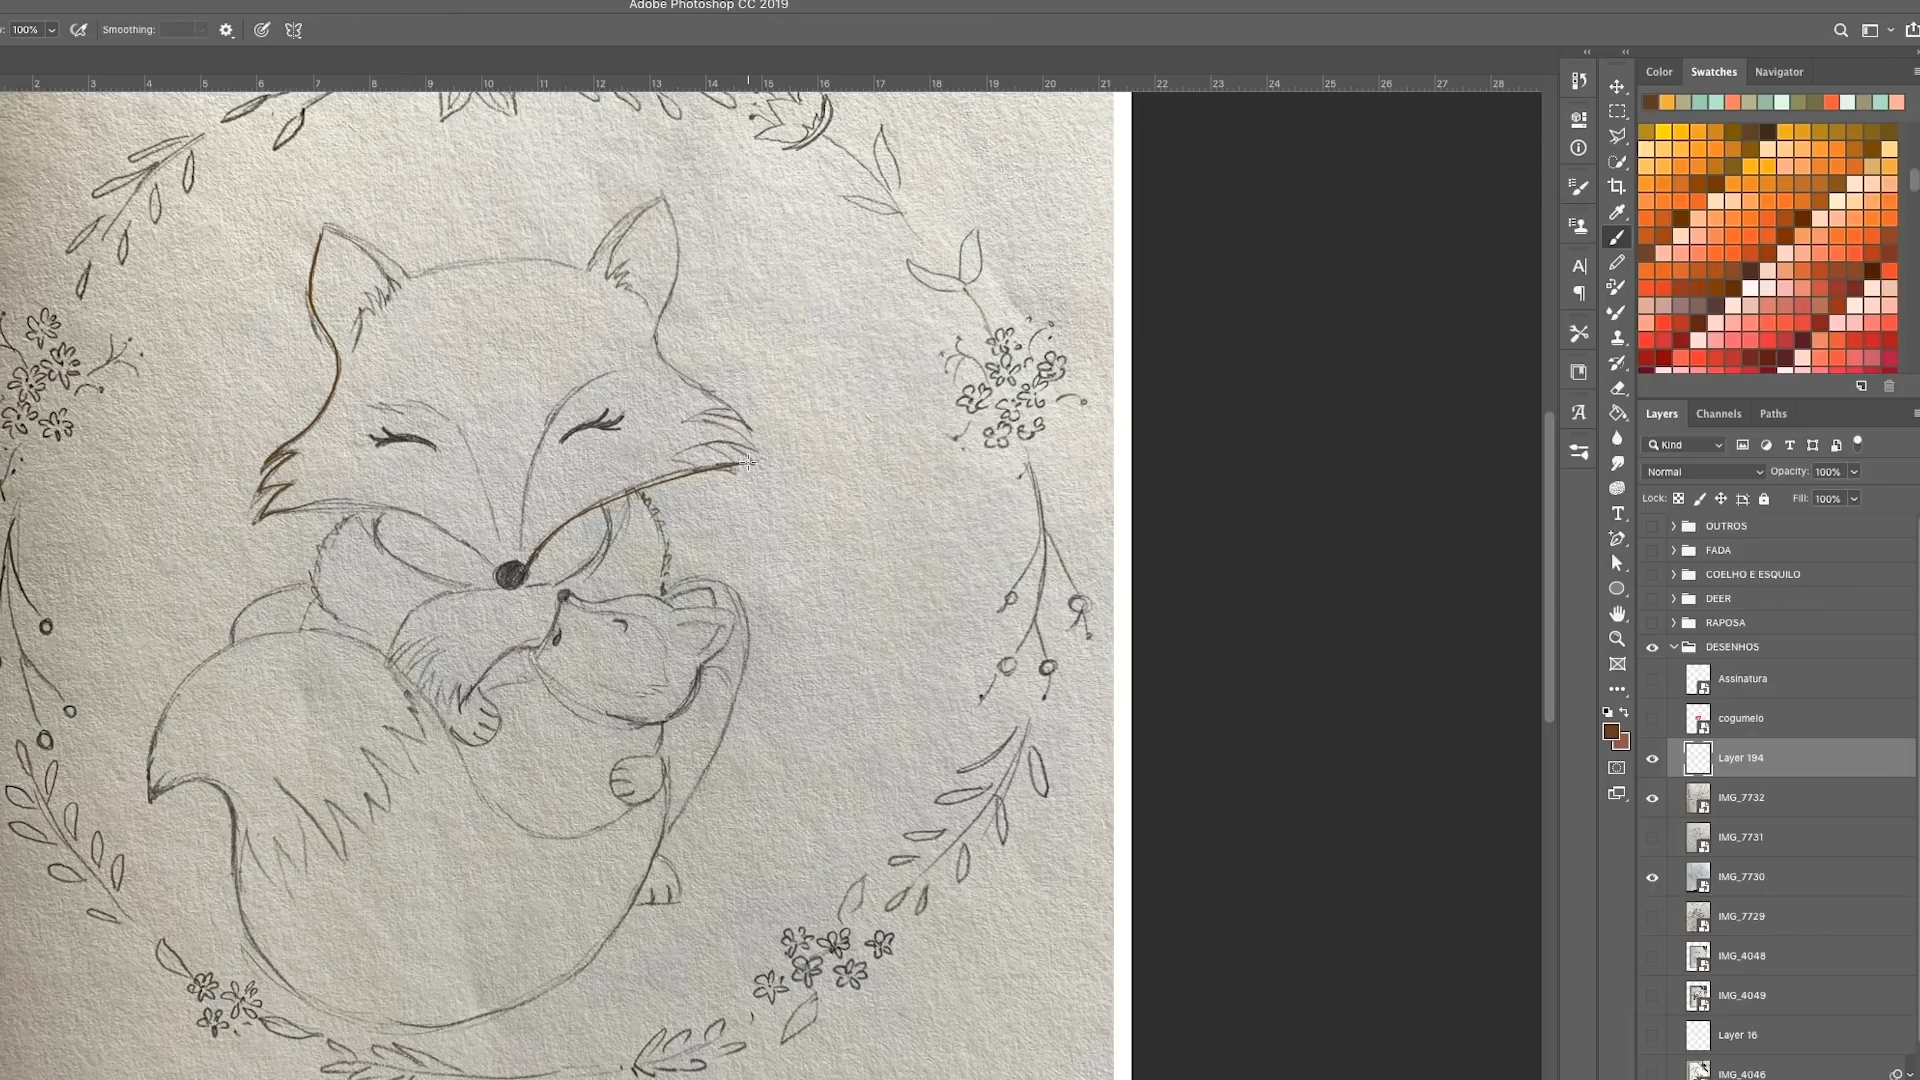 Adobe Photoshop CC 2019
100%
Smoothing:
2 3 4 5 6 7 8 9 10 11 12 13 14 15 16 17 18 19 20 21 22 23 24 25 26 27 28
Color Swatches Navigator
Layers Channels Paths
Kind
Normal Opacity: 100%
Lock: Fill: 100%
OUTROS
FADA
COELHO E ESQUILO
DEER
RAPOSA
DESENHOS
Assinatura
cogumelo
Layer 194
IMG_7732
IMG_7731
IMG_7730
IMG_7729
IMG_4048
IMG_4049
Layer 16
IMG_4046